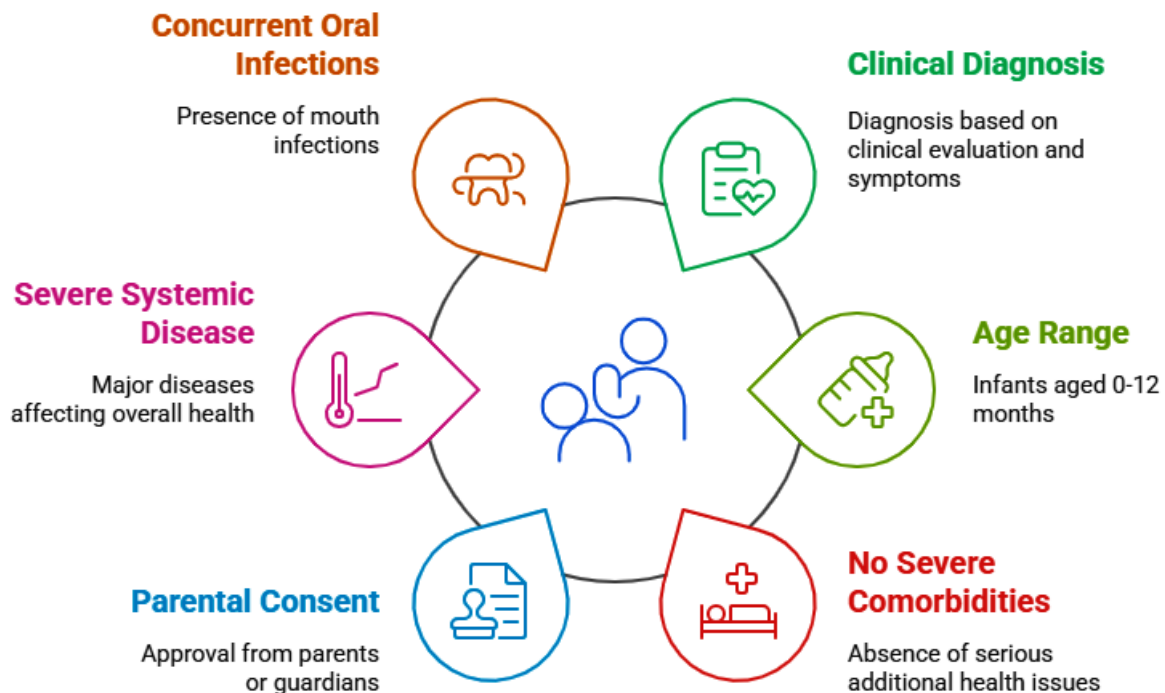 Concurrent Oral
Infections
Presence of mouth
infections
Clinical Diagnosis
Diagnosis based on
clinical evaluation and
symptoms
Severe Systemic
Disease
Major diseases
affecting overall health
Age Range
Infants aged 0-12
months
Parental Consent
Approval from parents
or guardians
No Severe
Comorbidities
Absence of serious
additional health issues